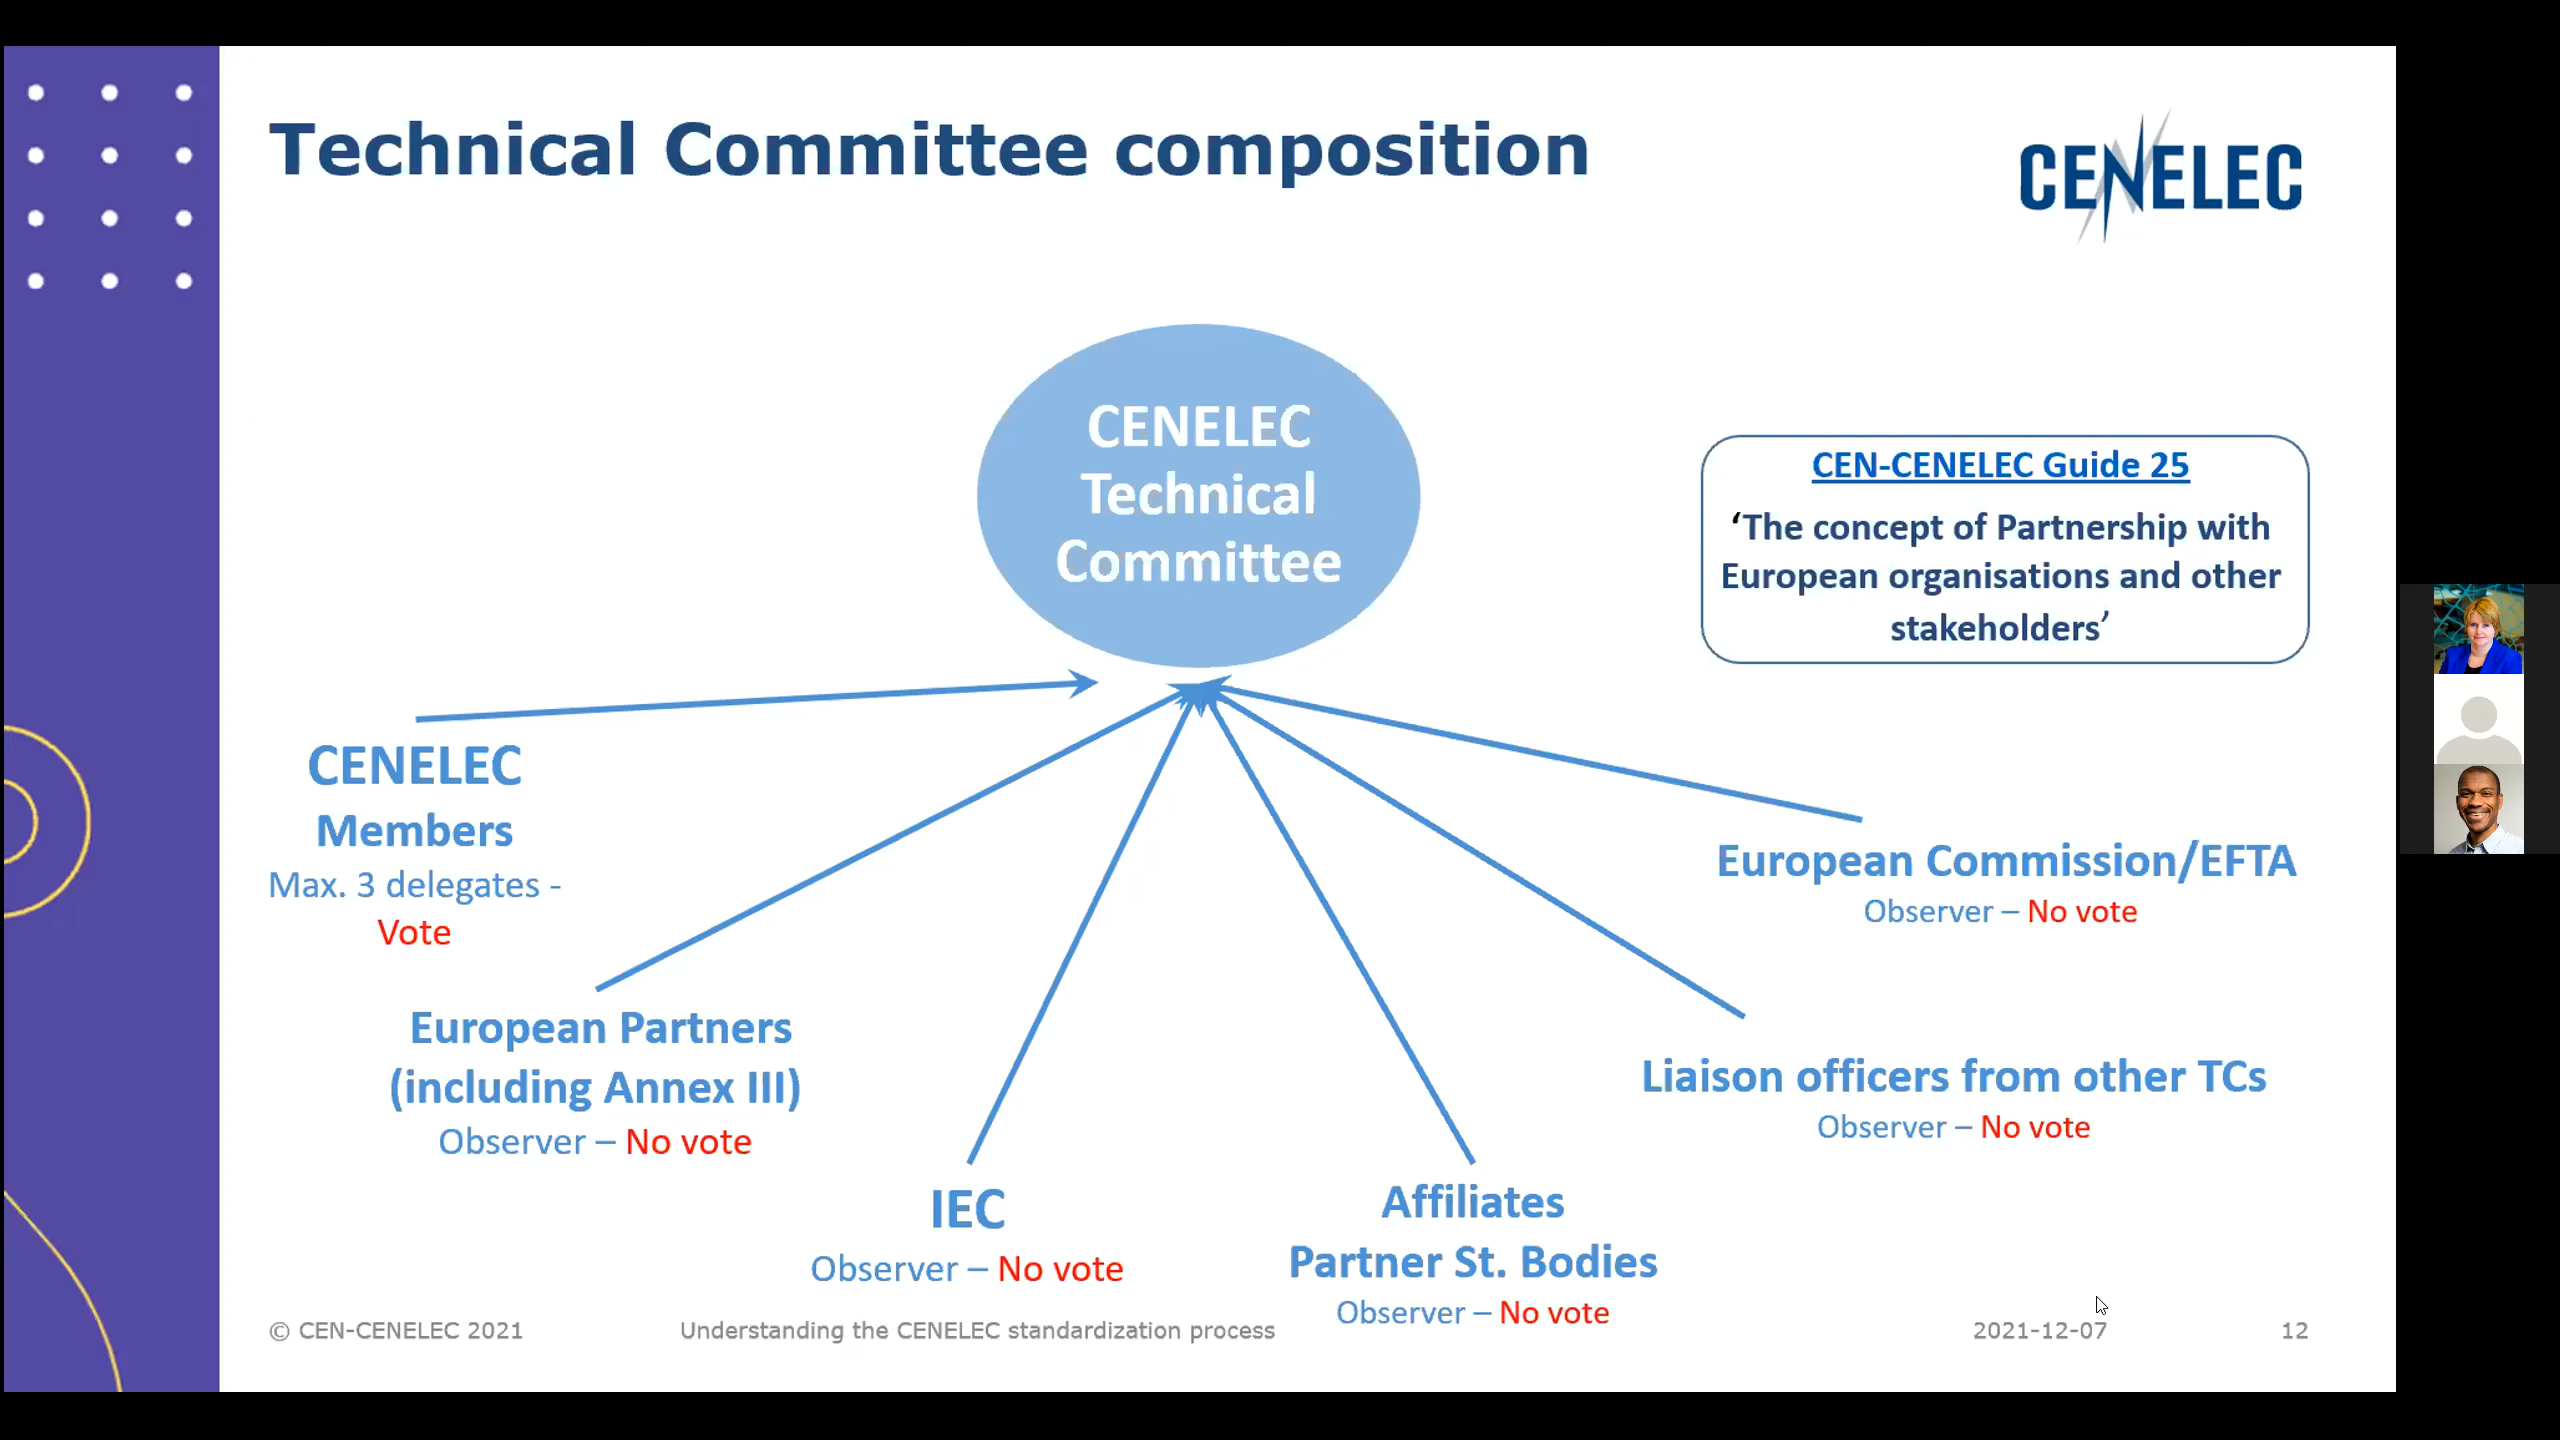 Technical Committee composition
CENELEC
CENELEC
Technical
Committee
CEN-CENELEC Guide 25
‘The concept of Partnership with
European organisations and other
stakeholders’
CENELEC
Members
Max. 3 delegates -
Vote
European Partners
(including Annex III)
Observer – No vote
IEC
Observer – No vote
Affiliates
Partner St. Bodies
Observer – No vote
Liaison officers from other TCs
Observer – No vote
European Commission/EFTA
Observer – No vote
© CEN-CENELEC 2021
Understanding the CENELEC standardization process
2021-12-07
12